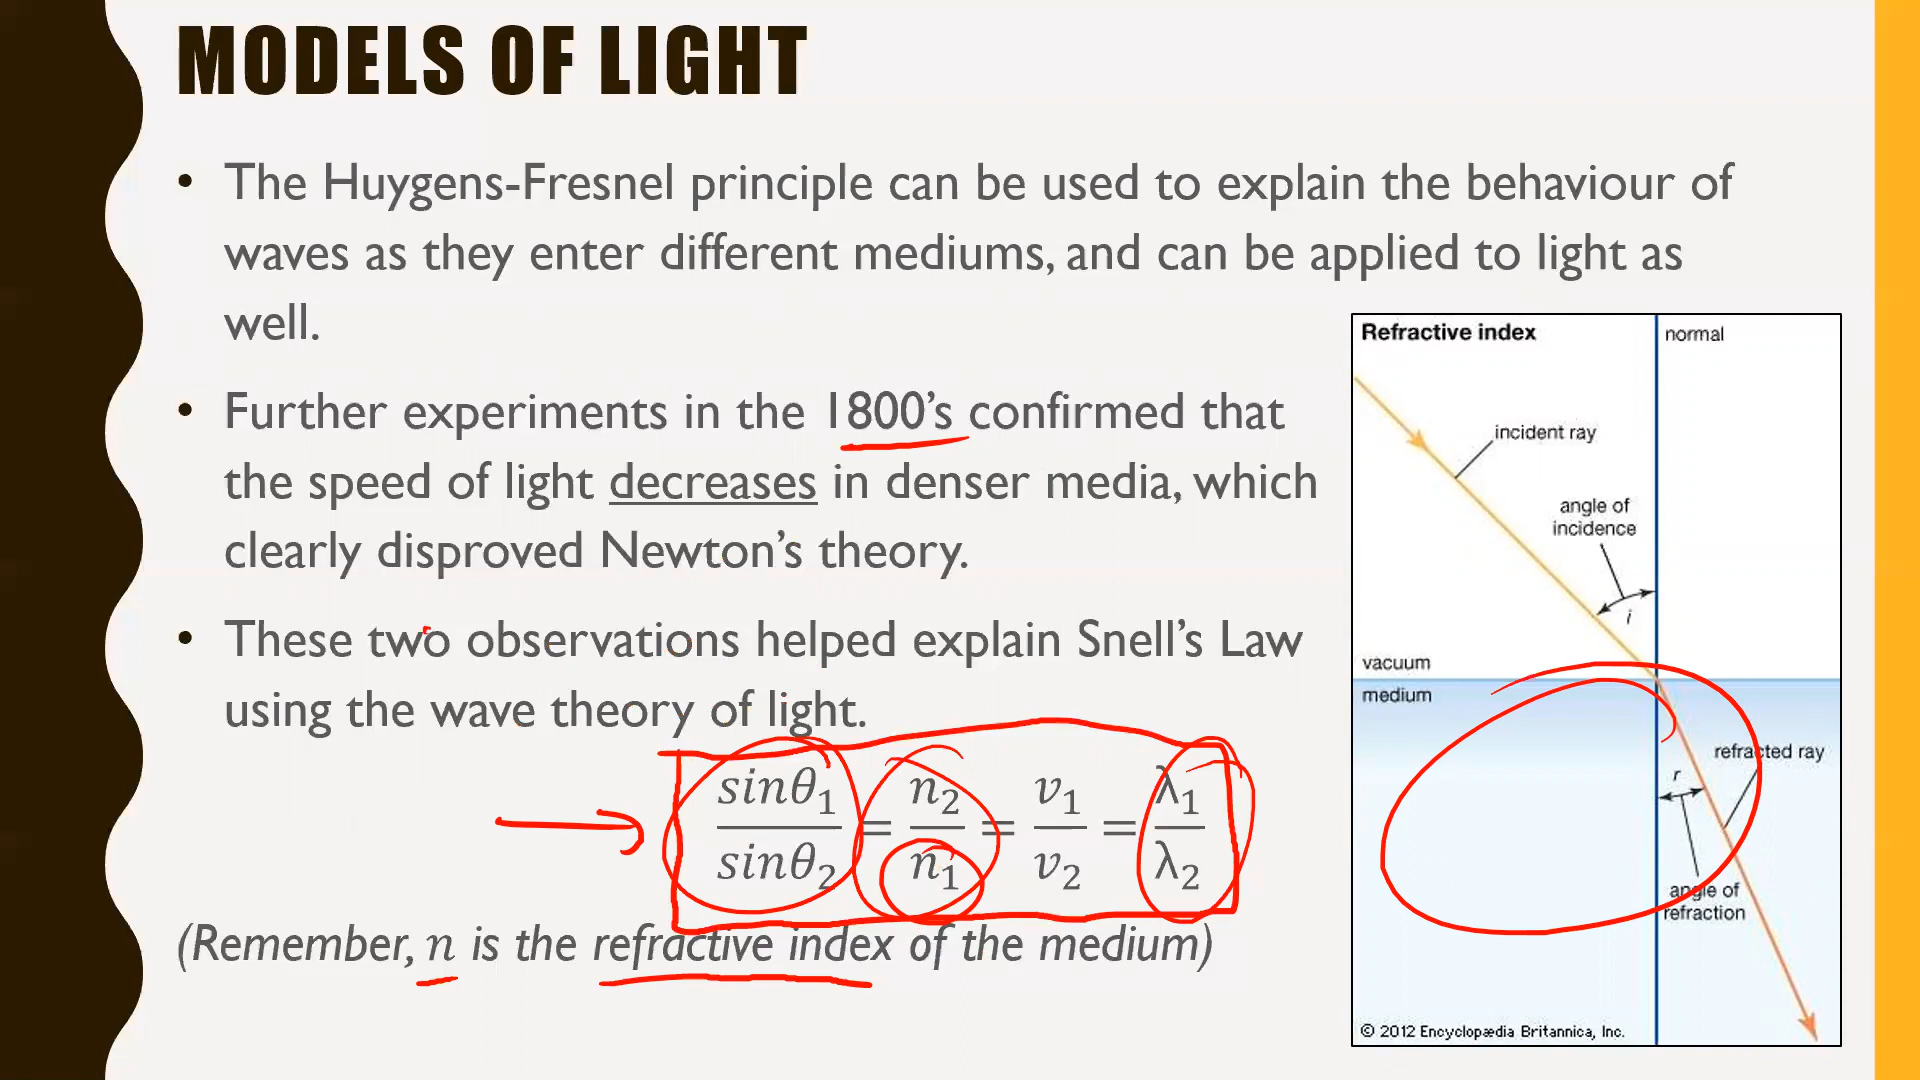 MODELS OF LIGHT
• The Huygens-Fresnel principle can be used to explain the behaviour of
waves as they enter different mediums, and can be applied to light as
well.
• Further experiments in the 1800's confirmed that
the speed of light decreases in denser media, which
clearly disproved Newton's theory.
• These two observations helped explain Snell's Law
using the wave theory of light.
sinθ₁/sinθ₂ = n₂/n₁ = v₁/v₂ = λ₁/λ₂
(Remember, n is the refractive index of the medium)
Refractive index
normal
incident ray
angle of
incidence
i
vacuum
medium
refracted ray
r
angle of
refraction
© 2012 Encyclopædia Britannica, Inc.